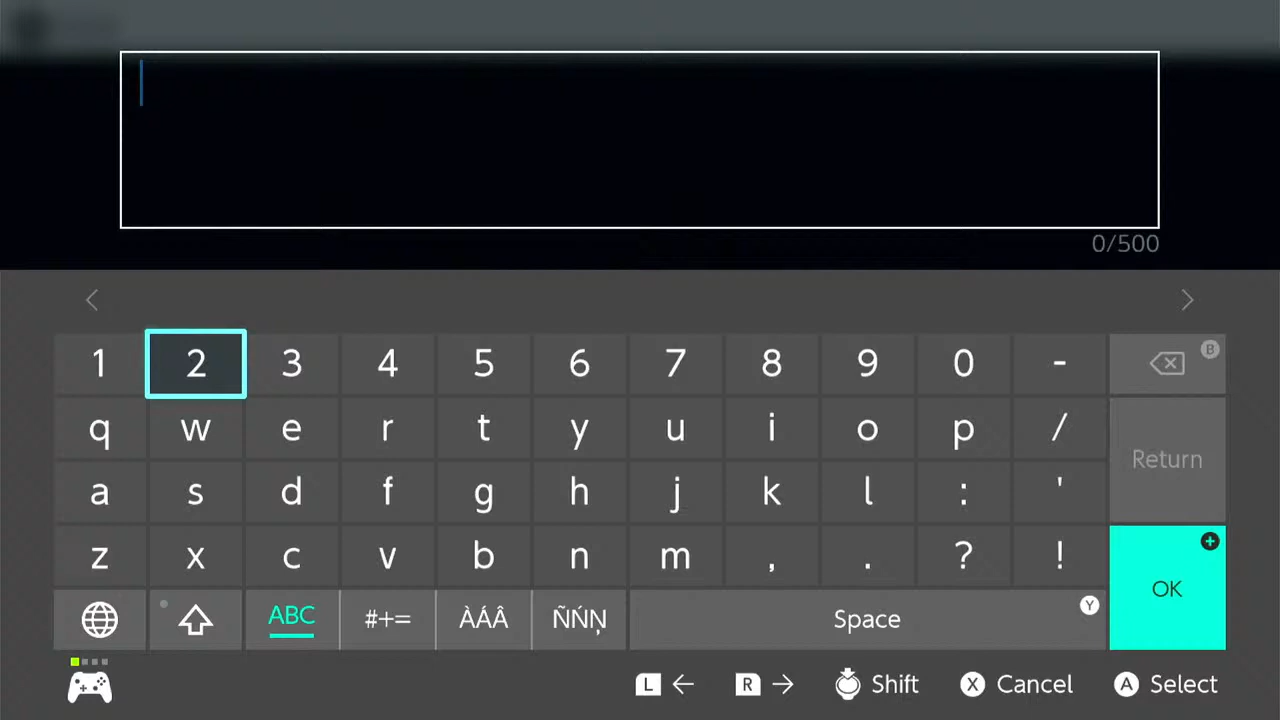 0/500
1 2 3 4 5 6 7 8 9 0 - B
q w e r t y u i o p /
Return
a s d f g h j k l : '
z x c v b n m , . ? !
OK
ABC #+= ÀÁÂ ÑÑŅ Space Y
L ← R → Shift X Cancel A Select